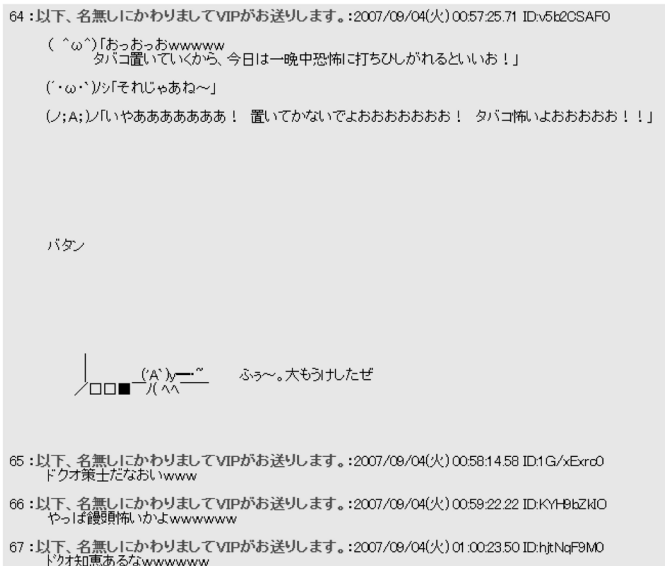 64 ：以下、名無しにかわりましてVIPがお送りします。：2007/09/04(火) 00:57:25.71 ID:v5b2CSAF0
（ ＾ω＾）「おっおっおwwwww
タバコ置いていくから、今日は一晩中恐怖に打ちひしがれるといいお！」
(´・ω・`)ノシ「それじゃあね～」
(ノ;A;)ノ「いやああああああああ！ 置いてかないでよおおおおおおおお！ タバコ怖いよおおおおお！！」
バタン
|
|　　＿('A`)y━･~＿　　ふぅ～。大もうけしたぜ
／□□■￣ﾉ( ﾍﾍ￣￣
65 ：以下、名無しにかわりましてVIPがお送りします。：2007/09/04(火) 00:58:14.58 ID:1G/xExrc0
ドクオ策士だなおいwww
66 ：以下、名無しにかわりましてVIPがお送りします。：2007/09/04(火) 00:59:22.22 ID:KYH9bZkIO
やっぱ饅頭怖いかよwwwwww
67 ：以下、名無しにかわりましてVIPがお送りします。：2007/09/04(火) 01:00:23.50 ID:hjtNqF9M0
ドクオ知恵あるなwwwwww